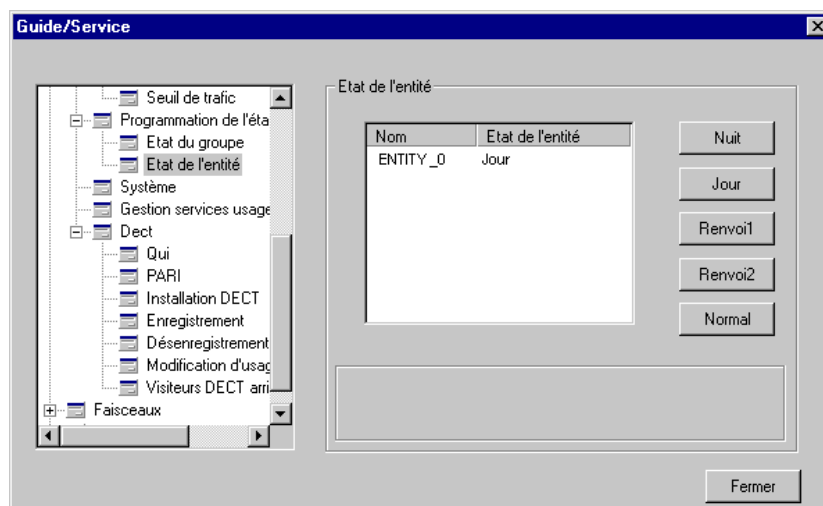 Guide/Service
Seuil de trafic
Programmation de l'éta
Etat du groupe
Etat de l'entité
Système
Gestion services usage
Dect
Qui
PARI
Installation DECT
Enregistrement
Désenregistrement
Modification d'usag
Visiteurs DECT arri
Faisceaux
Etat de l'entité
Nom Etat de l'entité
ENTITY_0 Jour
Nuit
Jour
Renvoi1
Renvoi2
Normal
Fermer